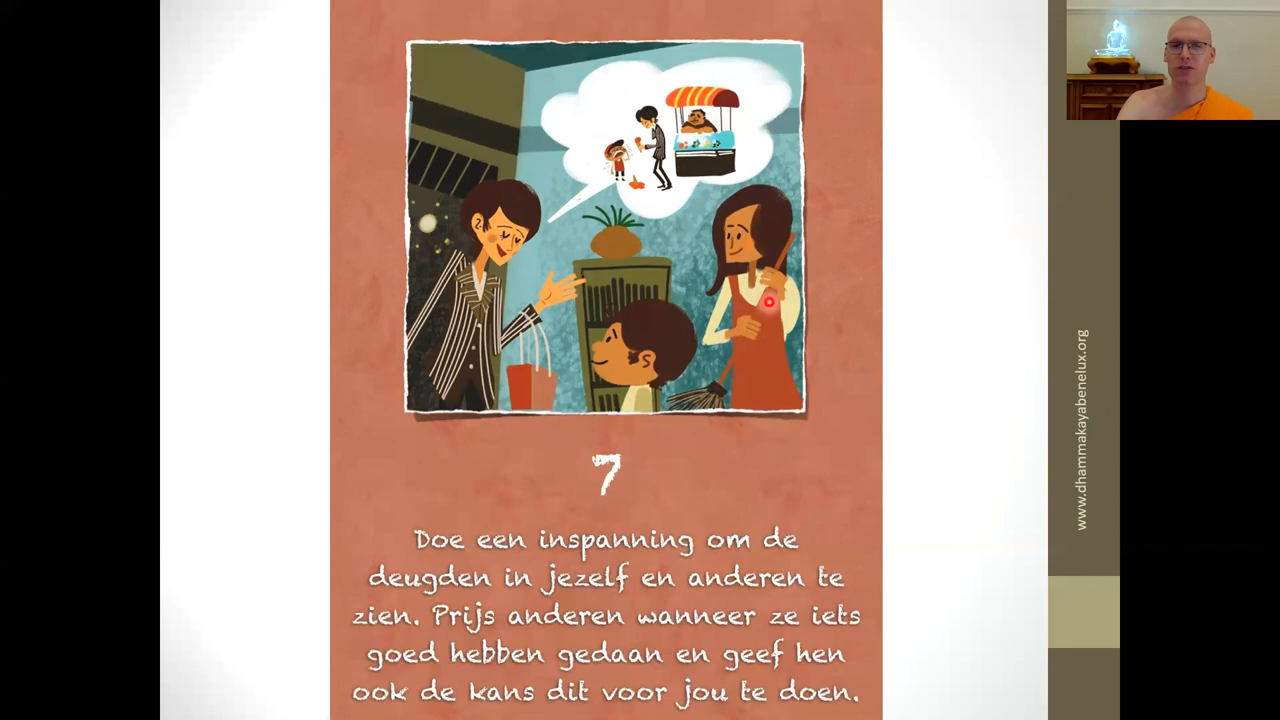 7
Doe een inspanning om de
deugden in jezelf en anderen te
zien. Prijs anderen wanneer ze iets
goed hebben gedaan en geef hen
ook de kans dit voor jou te doen.
www.dhammakayabenelux.org